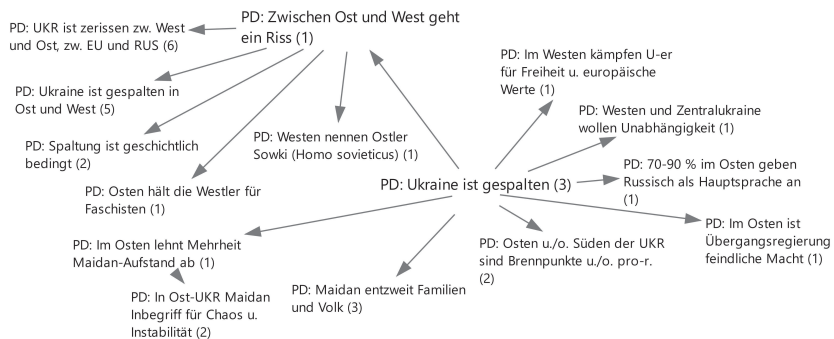 PD: Zwischen Ost und West geht
ein Riss (1)
PD: UKR ist zerissen zw. West
und Ost, zw. EU und RUS (6)
PD: Ukraine ist gespalten in
Ost und West (5)
PD: Spaltung ist geschichtlich
bedingt (2)
PD: Osten hält die Westler für
Faschisten (1)
PD: Westen nennen Ostler
Sowki (Homo sovieticus) (1)
PD: Im Westen kämpfen U-er
für Freiheit u. europäische
Werte (1)
PD: Westen und Zentralukraine
wollen Unabhängigkeit (1)
PD: 70-90 % im Osten geben
Russisch als Hauptsprache an
(1)
PD: Ukraine ist gespalten (3)
PD: Im Osten ist
Übergangsregierung
feindliche Macht (1)
PD: Osten u./o. Süden der UKR
sind Brennpunkte u./o. pro-r.
(2)
PD: Maidan entzweit Familien
und Volk (3)
PD: Im Osten lehnt Mehrheit
Maidan-Aufstand ab (1)
PD: In Ost-UKR Maidan
Inbegriff für Chaos u.
Instabilität (2)